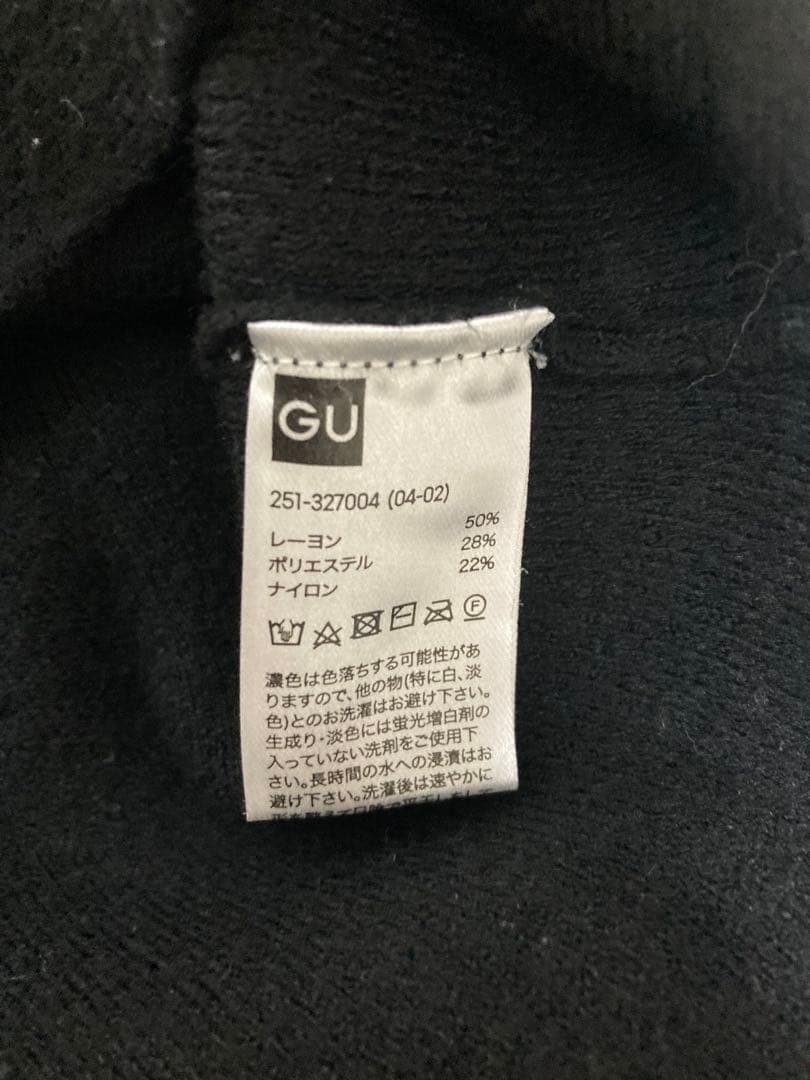 GU
251-327004 (04-02)
レーヨン 50%
ポリエステル 28%
ナイロン 22%
F
濃色は色落ちする可能性があ
りますので、他の物(特に白、淡
色)とのお洗濯はお避け下さい。
生成り・淡色には蛍光増白剤の
入っていない洗剤をご使用下
さい。長時間の水への浸漬はお
避け下さい。洗濯後は速やかに